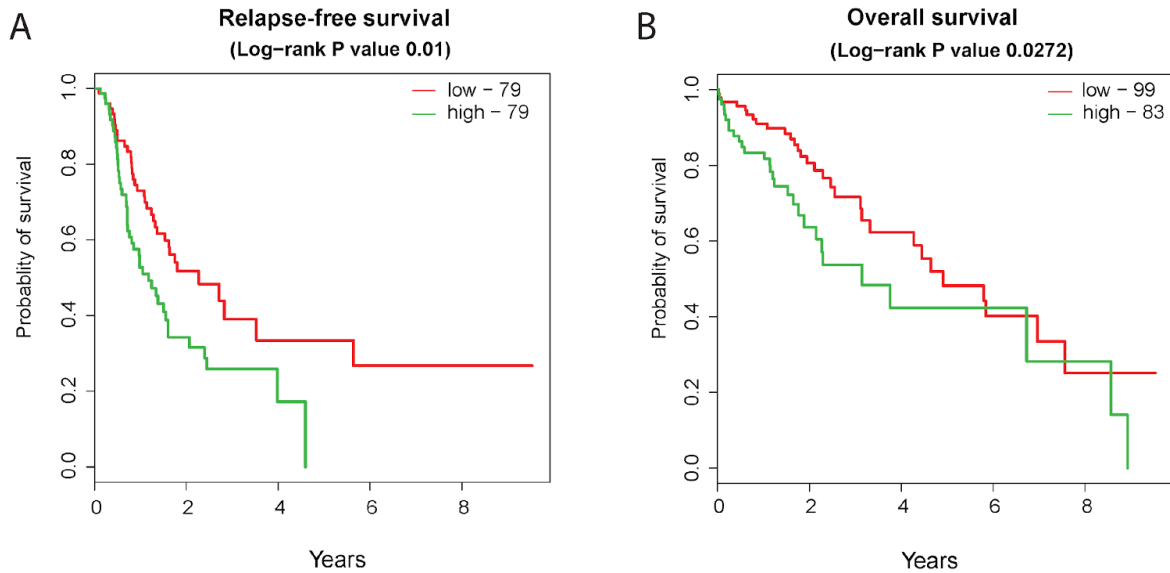 A
Relapse-free survival
(Log-rank P value 0.01)
low - 79
high - 79
Probablity of survival
0.0 0.2 0.4 0.6 0.8 1.0
0 2 4 6 8
Years
B
Overall survival
(Log-rank P value 0.0272)
low - 99
high - 83
Probablity of survival
0.0 0.2 0.4 0.6 0.8 1.0
0 2 4 6 8
Years